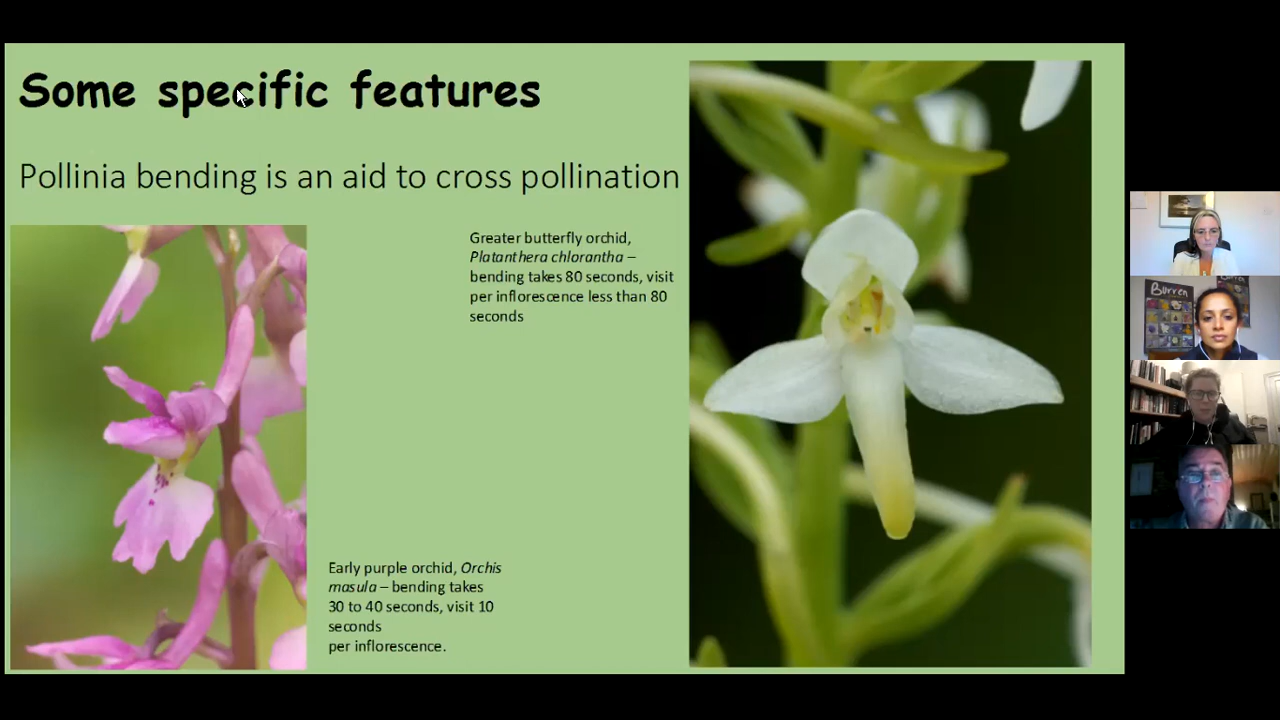 Some specific features
Pollinia bending is an aid to cross pollination
Greater butterfly orchid,
Platanthera chlorantha –
bending takes 80 seconds, visit
per inflorescence less than 80
seconds
Early purple orchid, Orchis
masula – bending takes
30 to 40 seconds, visit 10
seconds
per inflorescence.
Burren